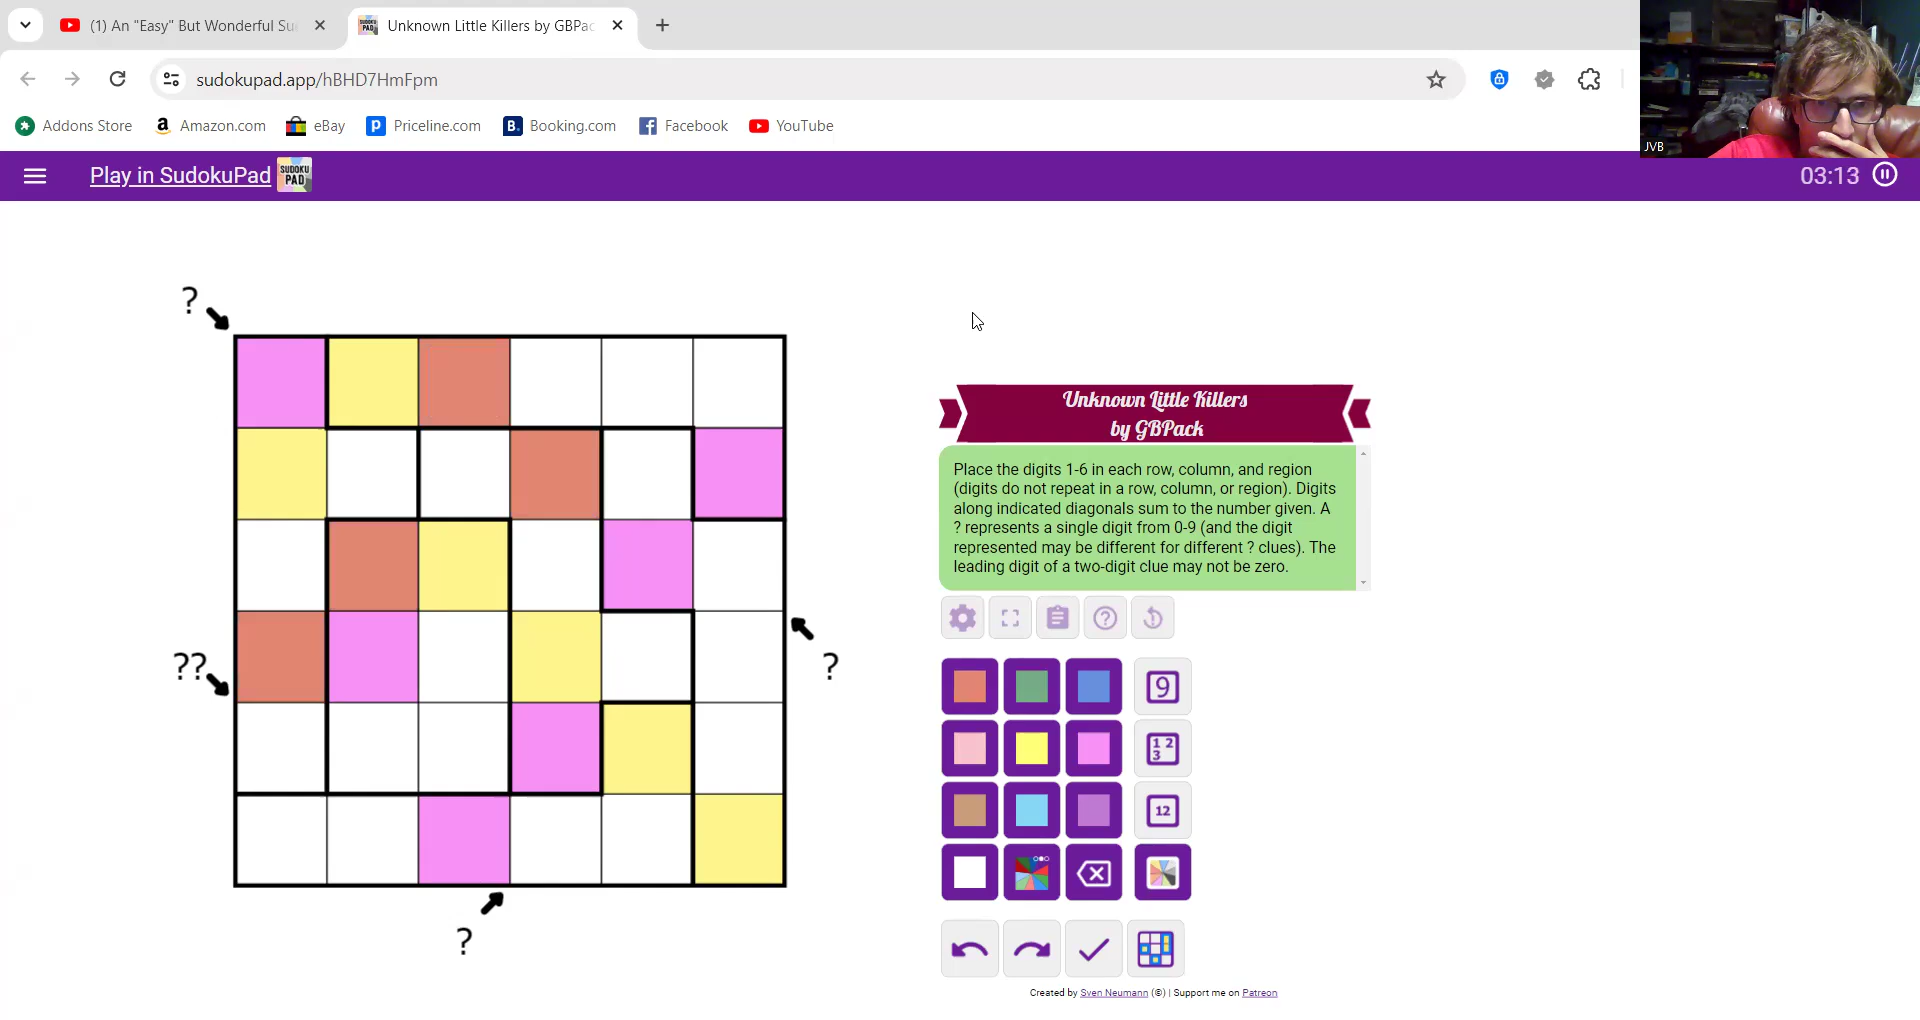 (1) An "Easy" But Wonderful Su
Unknown Little Killers by GBPac
sudokupad.app/hBHD7HmFpm
Addons Store
Amazon.com
eBay
Priceline.com
Booking.com
Facebook
YouTube
JVB
Play in SudokuPad
SUDOKU PAD
03:13
?
??
?
?
Unknown Little Killers
by GBPack
Place the digits 1-6 in each row, column, and region
(digits do not repeat in a row, column, or region). Digits
along indicated diagonals sum to the number given. A
? represents a single digit from 0-9 (and the digit
represented may be different for different ? clues). The
leading digit of a two-digit clue may not be zero.
9
1 2
3
12
Created by Sven Neumann (©) | Support me on Patreon